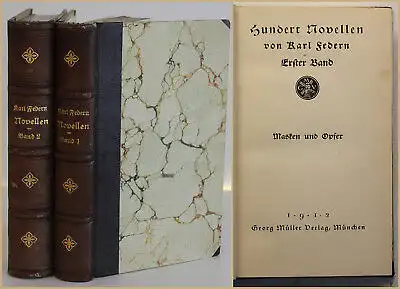 Karl Federn
Novellen
Band 2
Karl Federn
Novellen
Band 1
Hundert Novellen
von Karl Federn
Erster Band
Masken und Opfer
1·9·1·2
Georg Müller Verlag, München